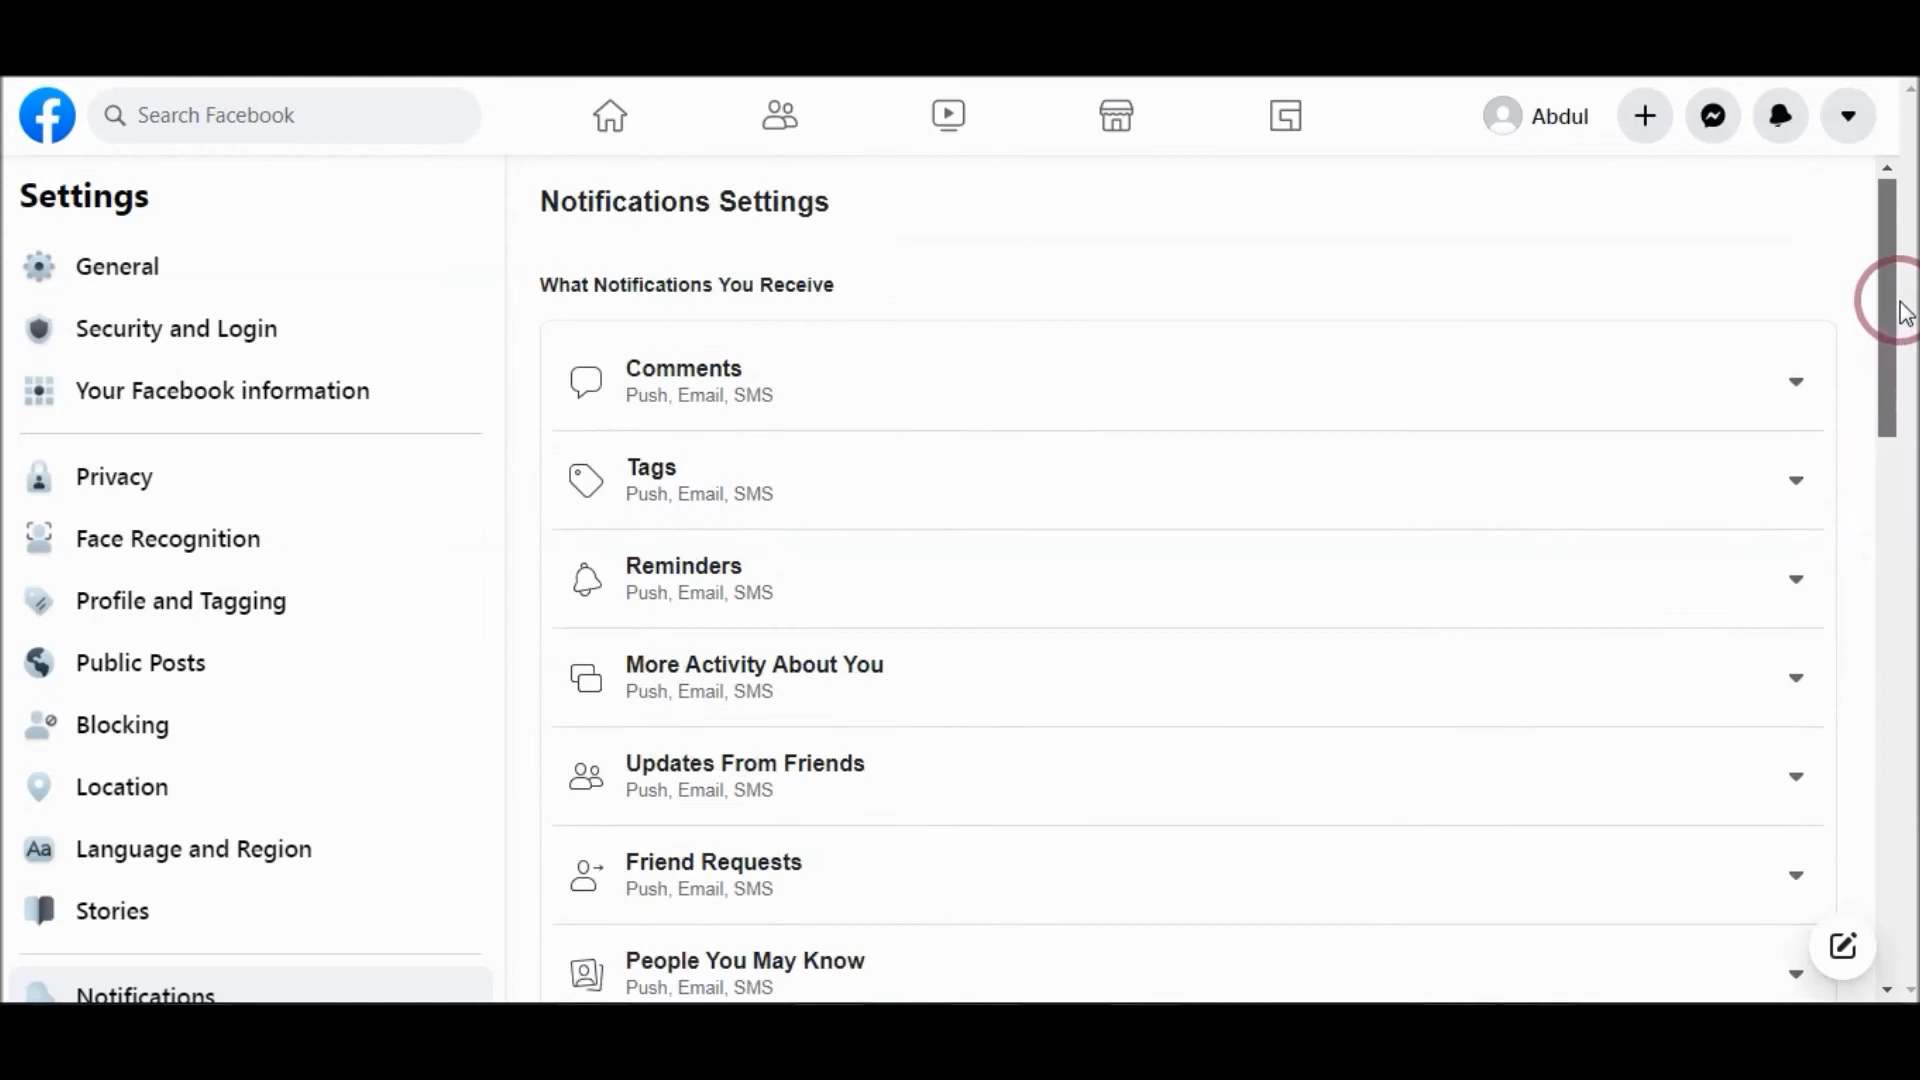 Search Facebook
Abdul
Settings
General
Security and Login
Your Facebook information
Privacy
Face Recognition
Profile and Tagging
Public Posts
Blocking
Location
Aa Language and Region
Stories
Notifications
Notifications Settings
What Notifications You Receive
Comments
Push, Email, SMS
Tags
Push, Email, SMS
Reminders
Push, Email, SMS
More Activity About You
Push, Email, SMS
Updates From Friends
Push, Email, SMS
Friend Requests
Push, Email, SMS
People You May Know
Push, Email, SMS